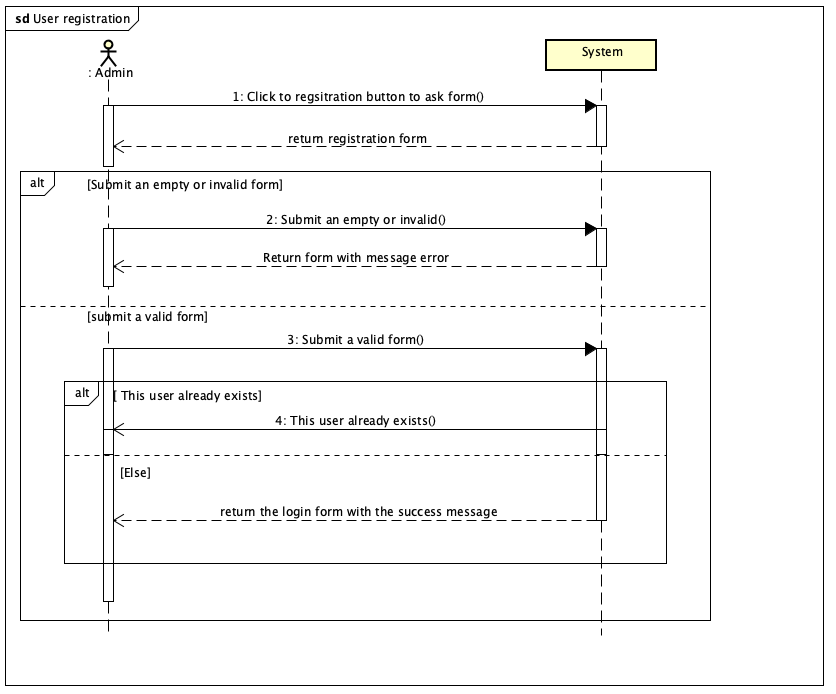 sd User registration
: Admin
System
1: Click to regsitration button to ask form()
return registration form
alt
[Submit an empty or invalid form]
2: Submit an empty or invalid()
Return form with message error
[submit a valid form]
3: Submit a valid form()
alt
[ This user already exists]
4: This user already exists()
[Else]
return the login form with the success message